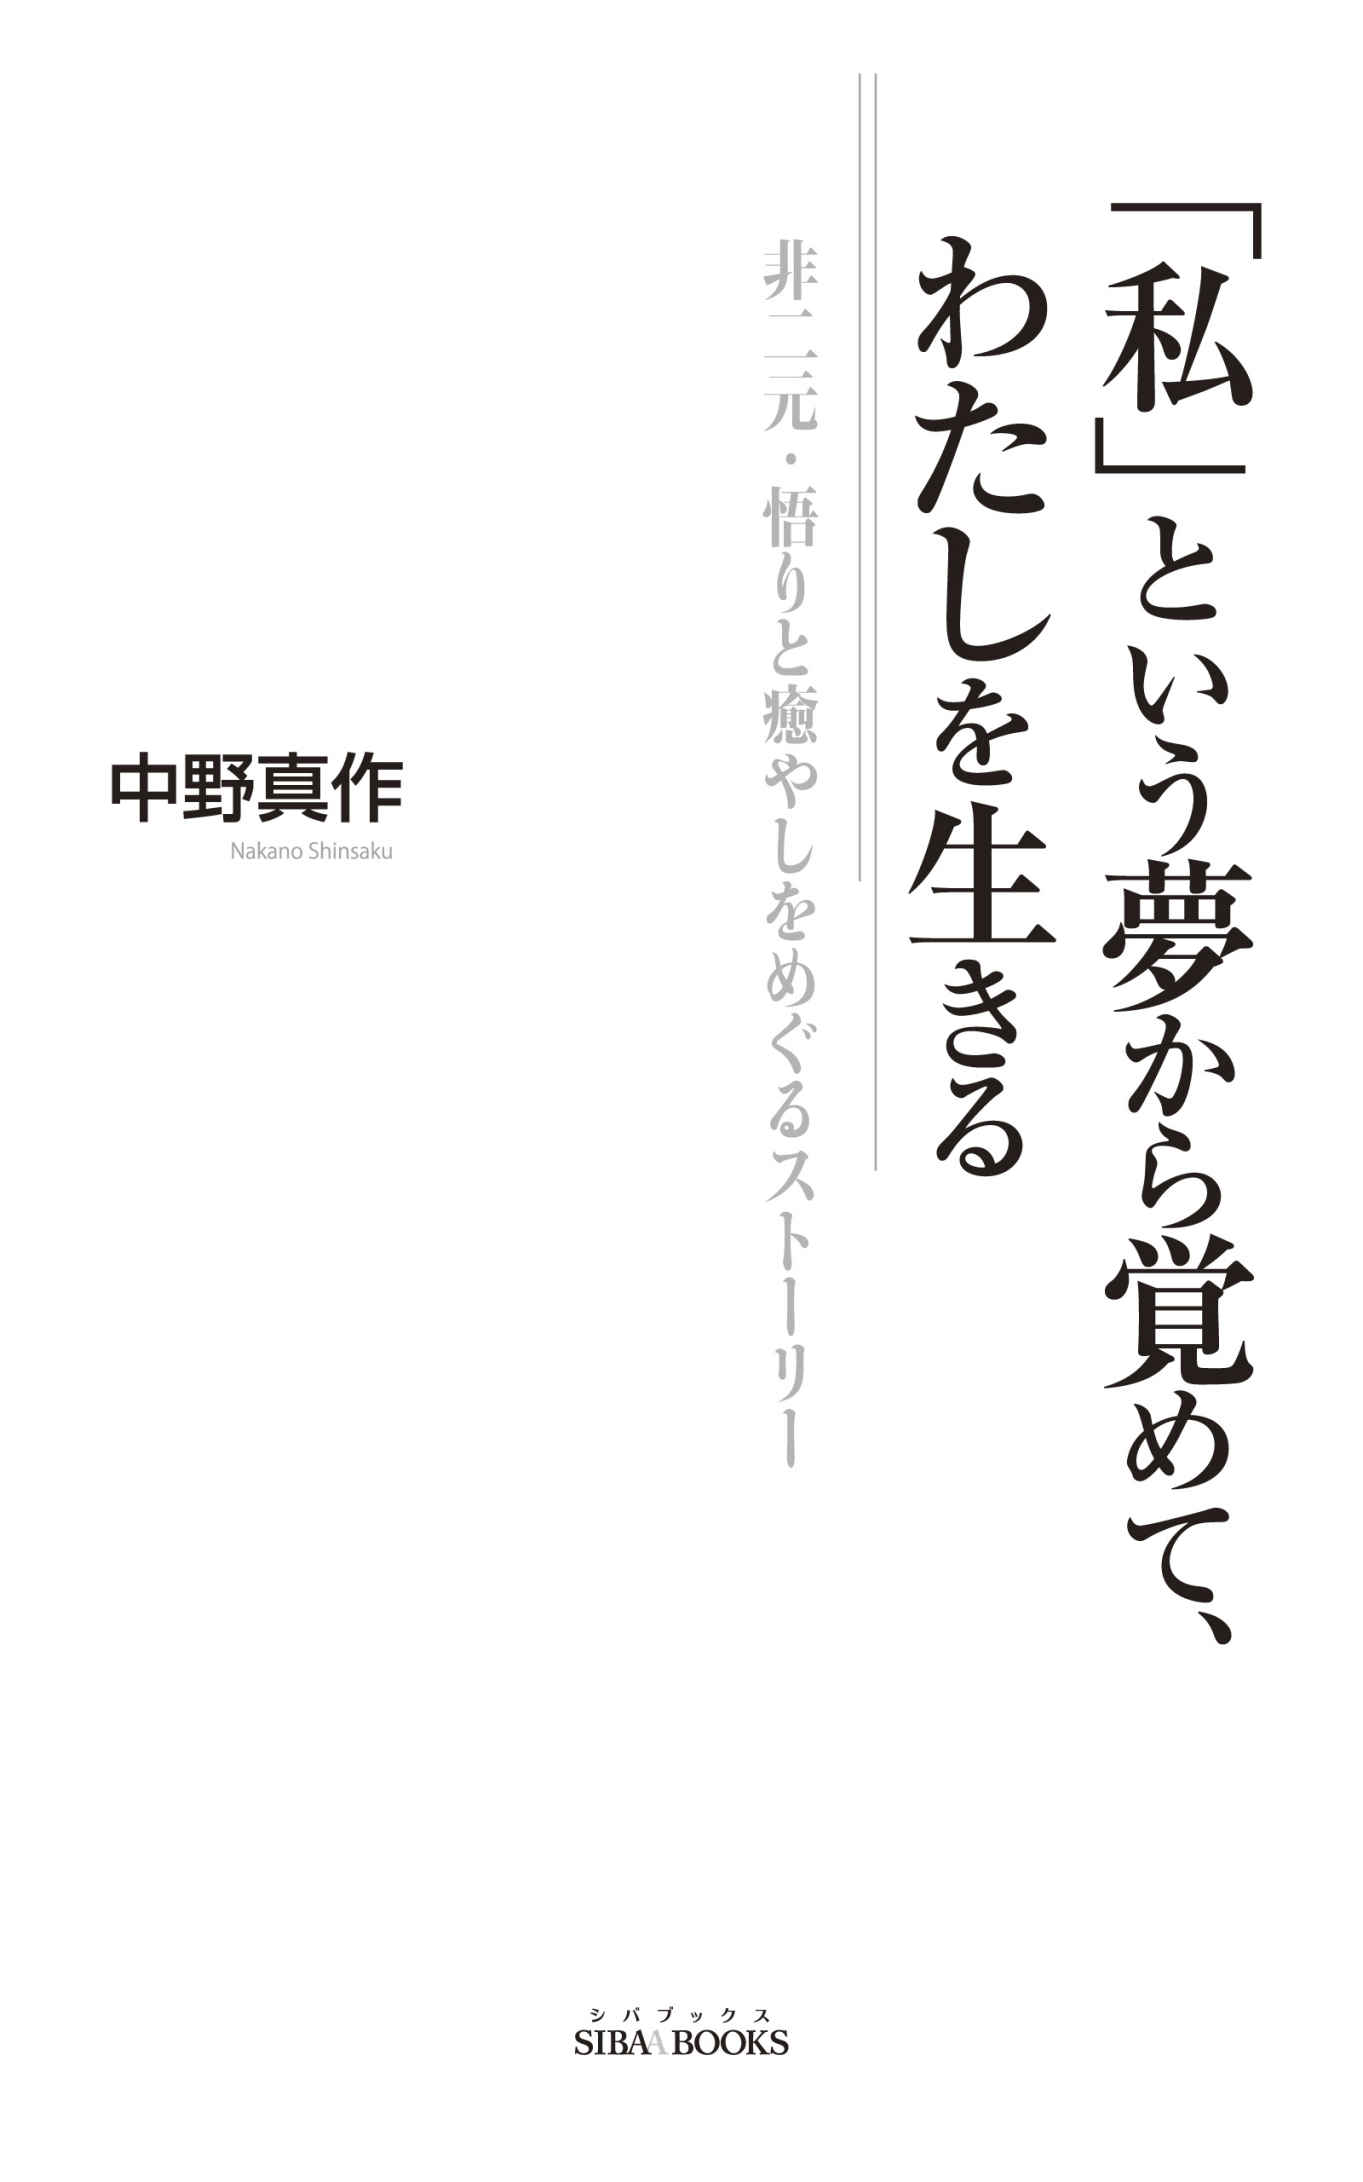 「私」という夢から覚めて、
わたしを生きる
非二元・悟りと癒やしをめぐるストーリー
中野真作
Nakano Shinsaku
シバブックス
SIBAA BOOKS